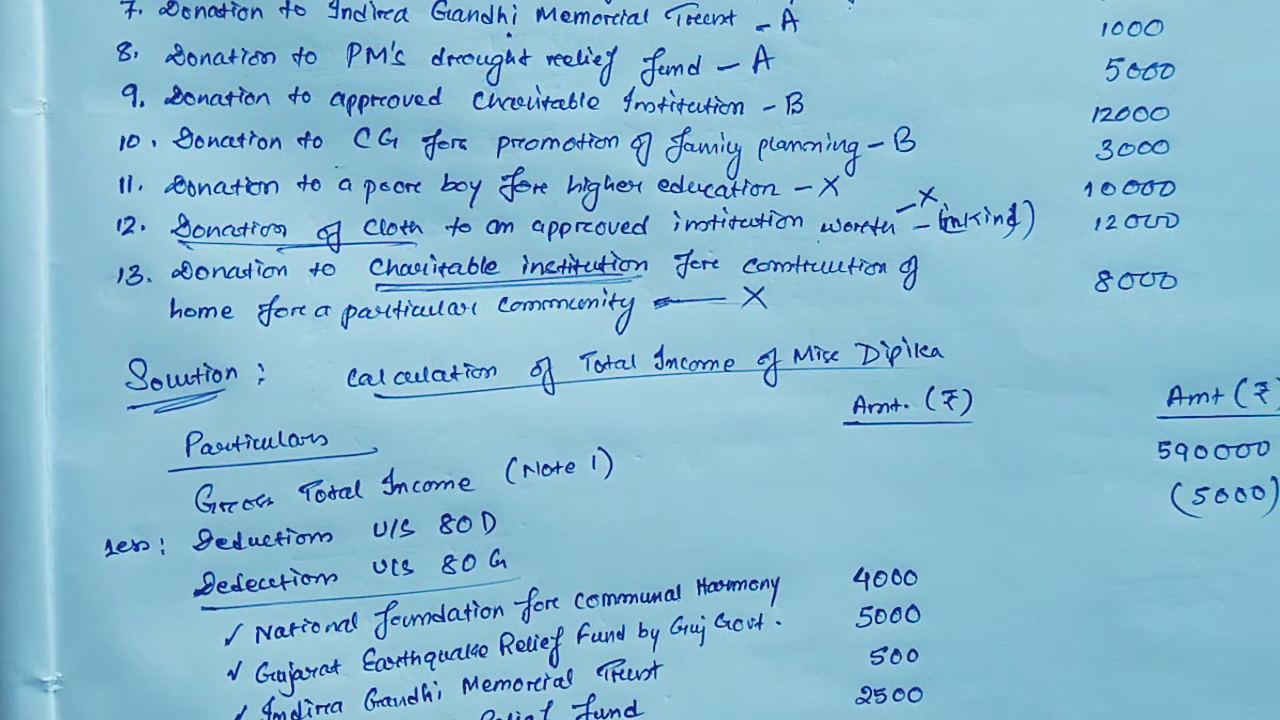 7. Donation to Indira Gandhi Memorial Trust - A 1000
8. Donation to PM's drought relief fund - A 5000
9. Donation to approved Charitable Institution - B 12000
10. Donation to CG for promotion of family planning - B 3000
11. Donation to a poor boy for higher education - X 10000
12. Donation of Cloth to an approved institution worth - X - (in kind) 12000
13. Donation to Charitable institution for construction of 8000
home for a particular community — X
Solution : Calculation of Total Income of Miss Dipika
Particulars Amt. (₹) Amt (₹)
Gross Total Income (Note 1) 590000
Less : Deductions U/S 80 D (5000)
Deductions U/S 80 G
✓ National foundation for communal Harmony 4000
✓ Gujarat Earthquake Relief Fund by Guj Govt. 5000
✓ Indira Gandhi Memorial Trust 500
Relief Fund 2500